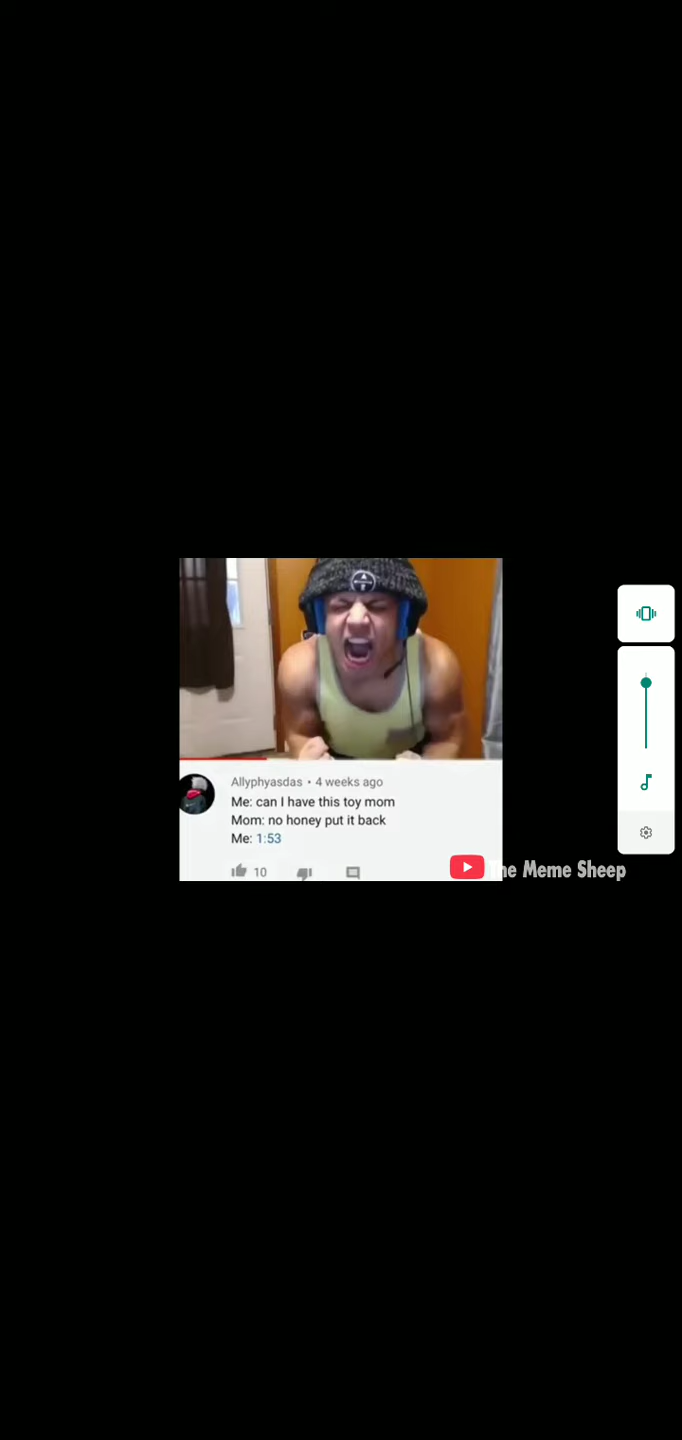 Allyphyasdas • 4 weeks ago
Me: can I have this toy mom
Mom: no honey put it back
Me: 1:53
10
he Meme Sheep